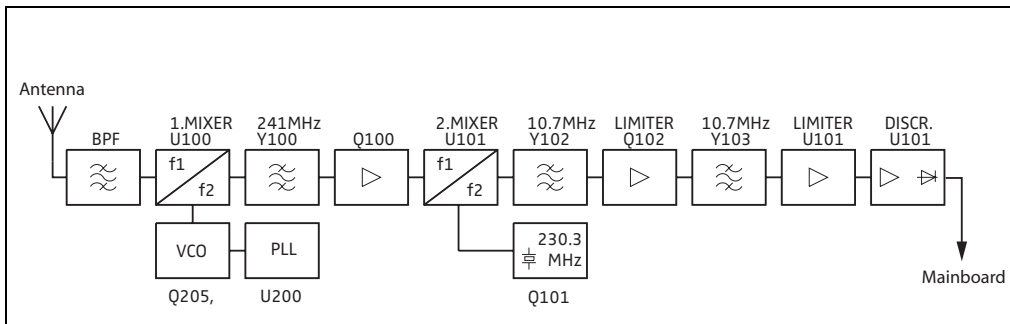 Antenna
BPF
1.MIXER
U100
241MHz
Y100
Q100
2.MIXER
U101
10.7MHz
Y102
LIMITER
Q102
10.7MHz
Y103
LIMITER
U101
DISCR.
U101
f1
f2
f1
f2
VCO
PLL
230.3
MHz
Q205,
U200
Q101
Mainboard